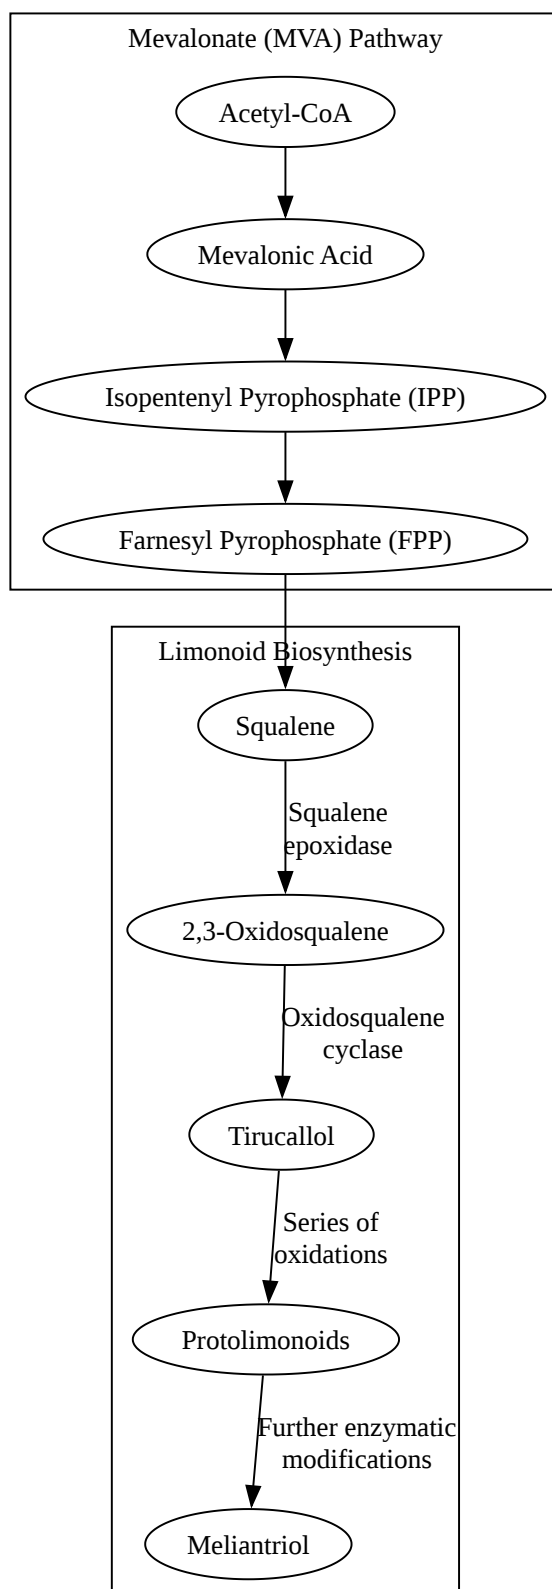 Mevalonate (MVA) Pathway
Acetyl-CoA
Mevalonic Acid
Isopentenyl Pyrophosphate (IPP)
Farnesyl Pyrophosphate (FPP)
Limonoid Biosynthesis
Squalene
Squalene
epoxidase
2,3-Oxidosqualene
Oxidosqualene
cyclase
Tirucallol
Series of
oxidations
Protolimonoids
Further enzymatic
modifications
Meliantriol